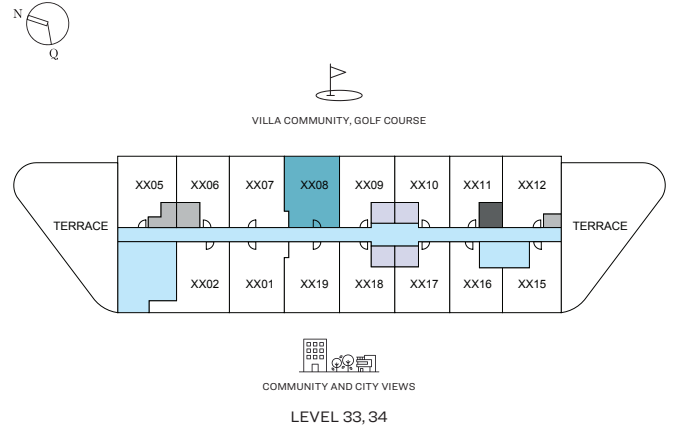 N
Q
VILLA COMMUNITY, GOLF COURSE
XX05 XX06 XX07 XX08 XX09 XX10 XX11 XX12
TERRACE TERRACE
XX02 XX01 XX19 XX18 XX17 XX16 XX15
COMMUNITY AND CITY VIEWS
LEVEL 33, 34